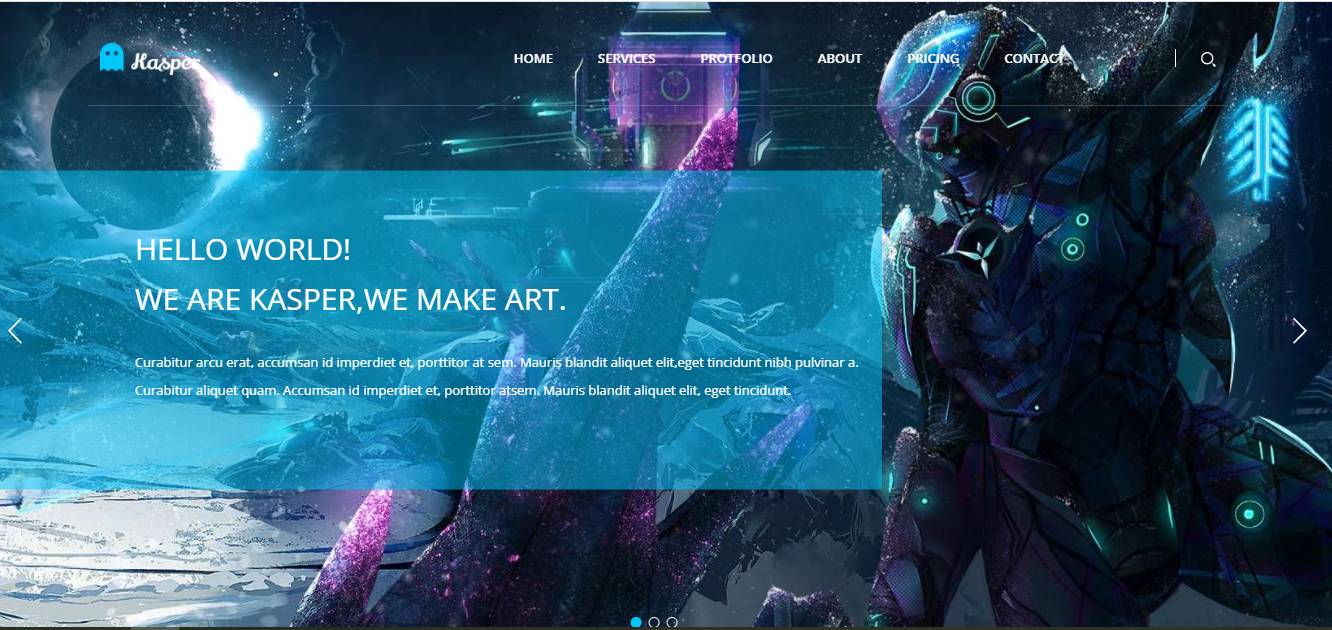 Kasper
HOME SERVICES PROTFOLIO ABOUT PRICING CONTACT
HELLO WORLD!
WE ARE KASPER,WE MAKE ART.
Curabitur arcu erat, accumsan id imperdiet et, porttitor at sem. Mauris blandit aliquet elit,eget tincidunt nibh pulvinar a.
Curabitur aliquet quam. Accumsan id imperdiet et, porttitor atsem. Mauris blandit aliquet elit, eget tincidunt.